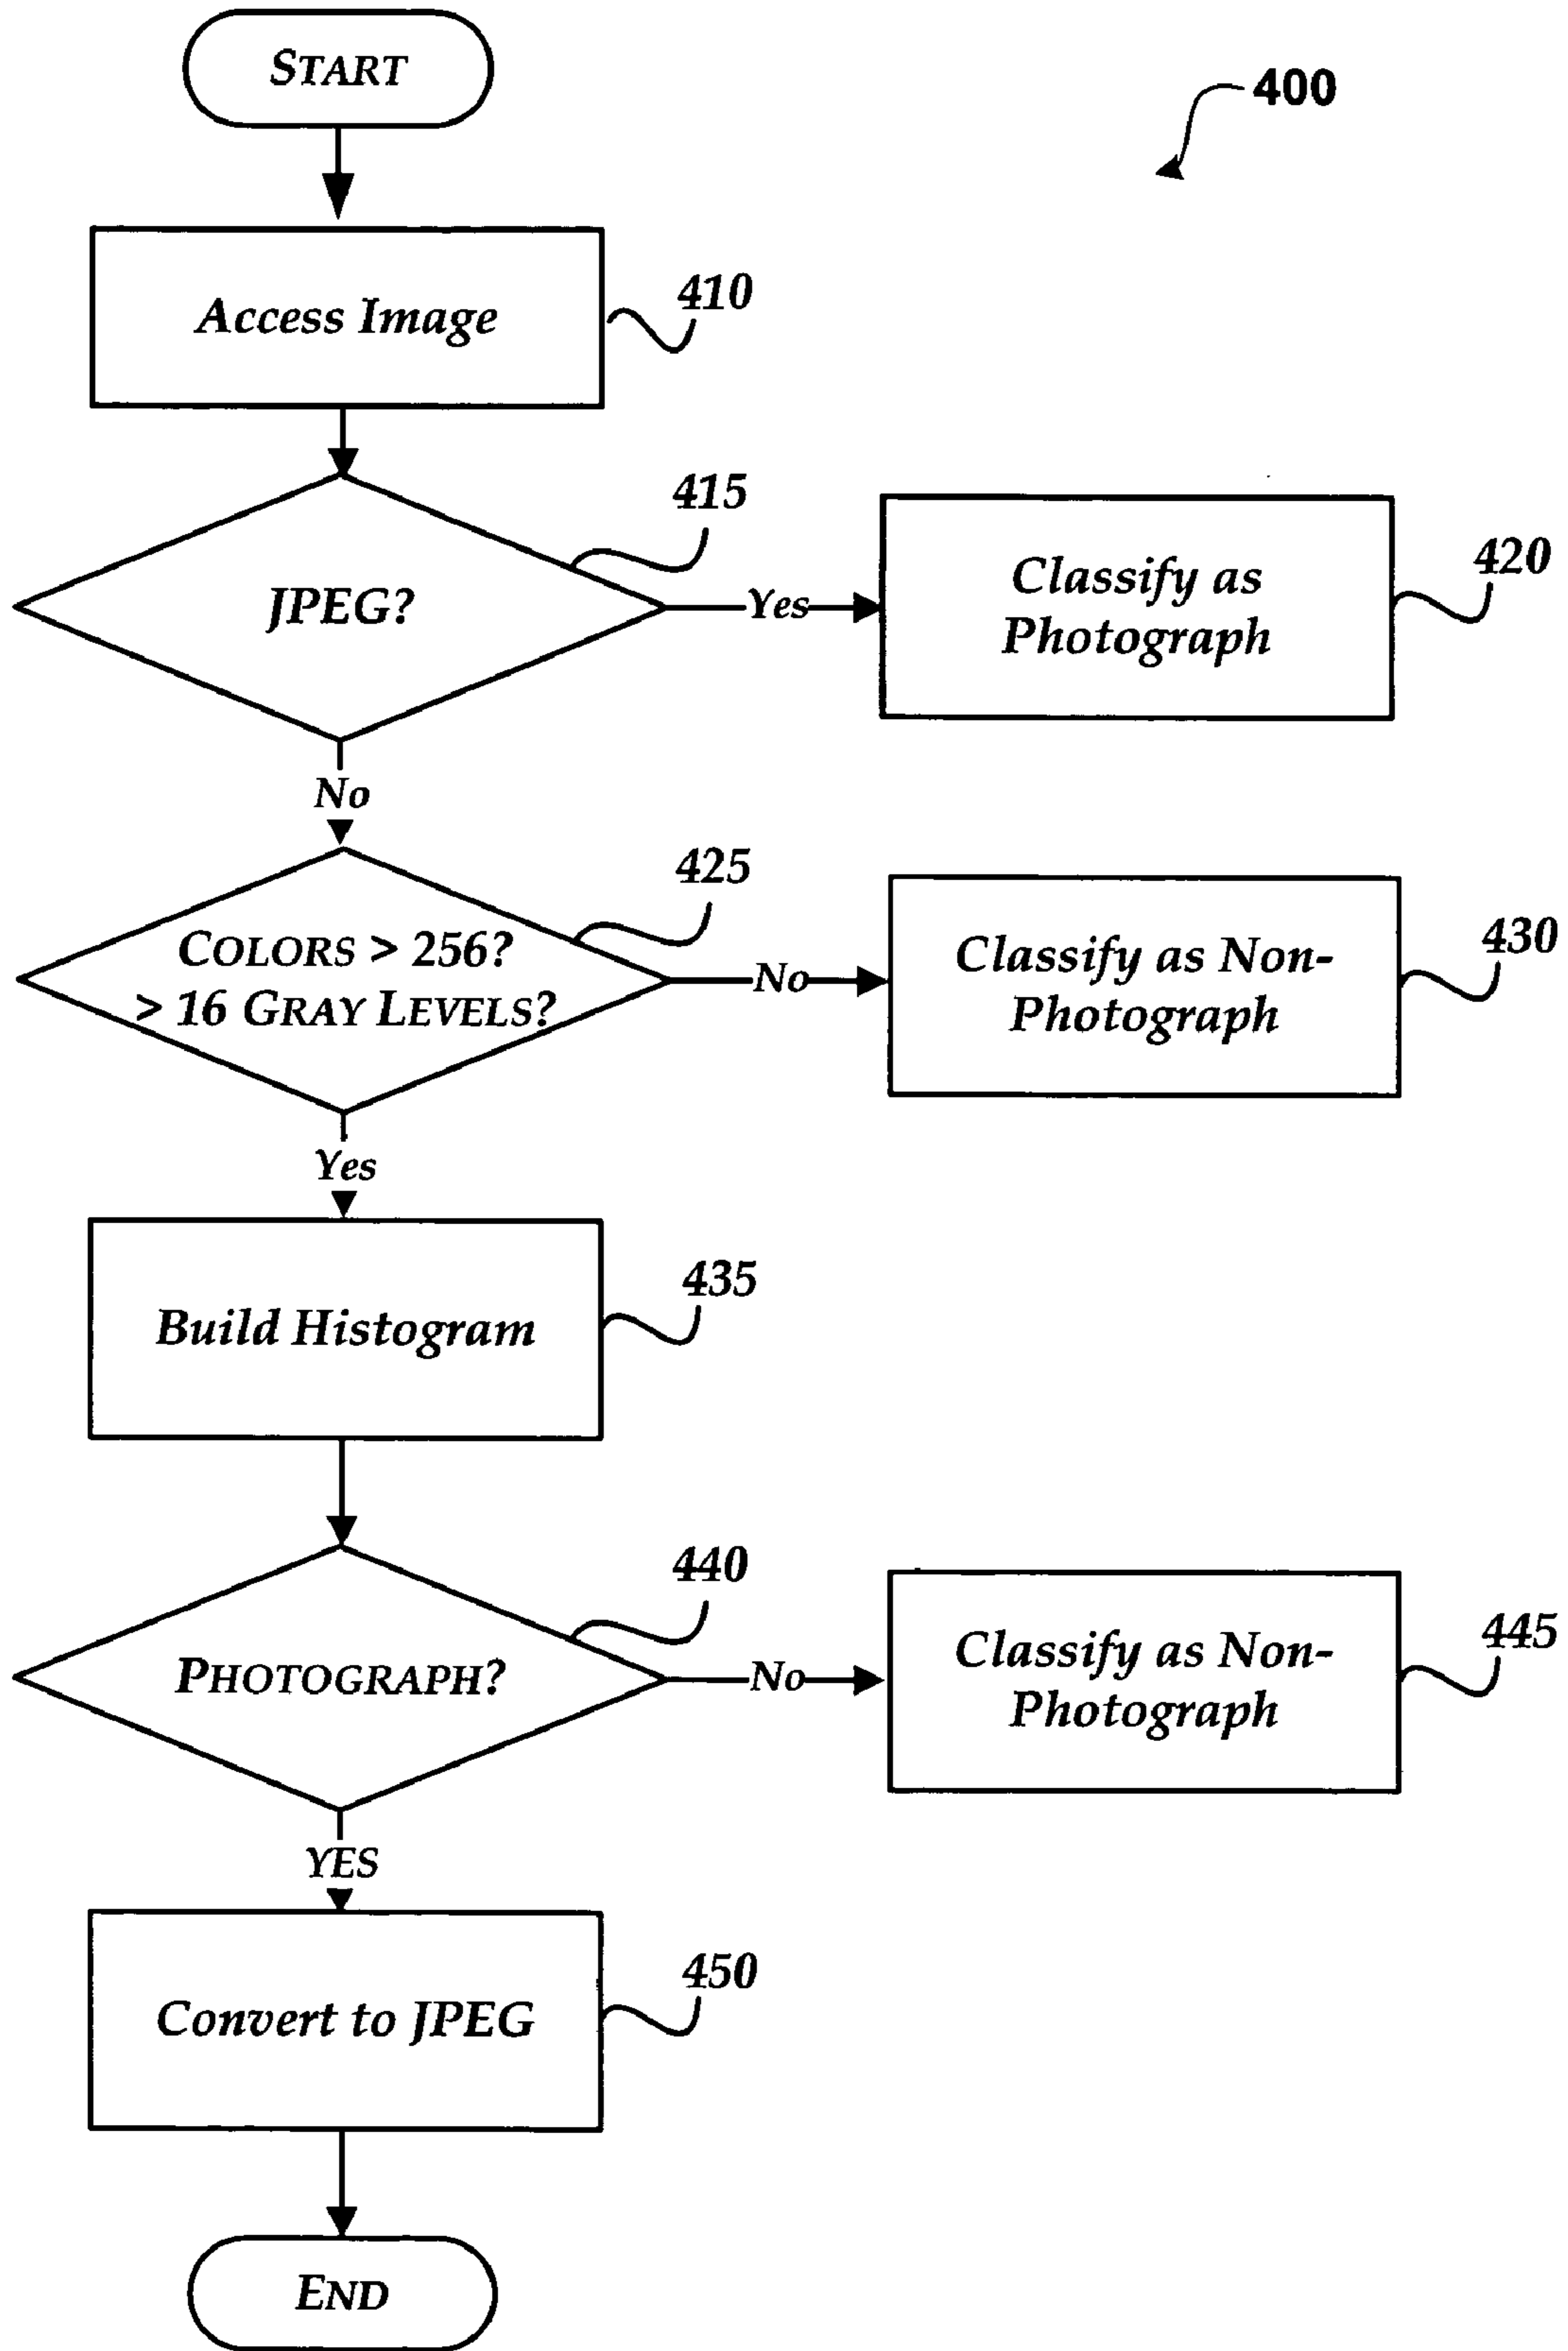 START
400
Access Image
410
415
JPEG?
Yes
Classify as
Photograph
420
No
425
COLORS > 256?
> 16 GRAY LEVELS?
No
Classify as Non-
Photograph
430
Yes
435
Build Histogram
440
PHOTOGRAPH?
No
Classify as Non-
Photograph
445
YES
450
Convert to JPEG
END